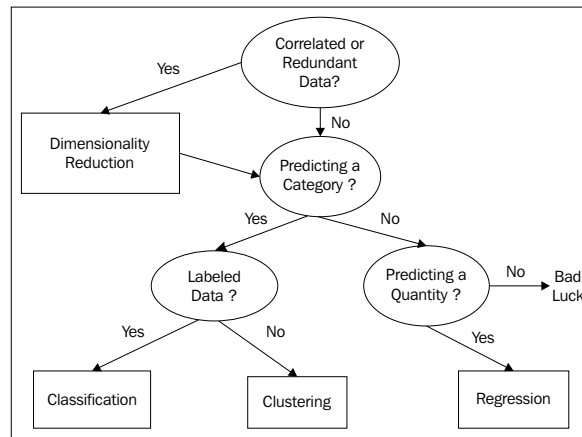 Correlated or
Redundant
Data?
Yes
No
Dimensionality
Reduction
Predicting a
Category ?
Yes
No
Labeled
Data ?
Predicting a
Quantity ?
No
Bad
Luck
Yes
No
Yes
Classification
Clustering
Regression